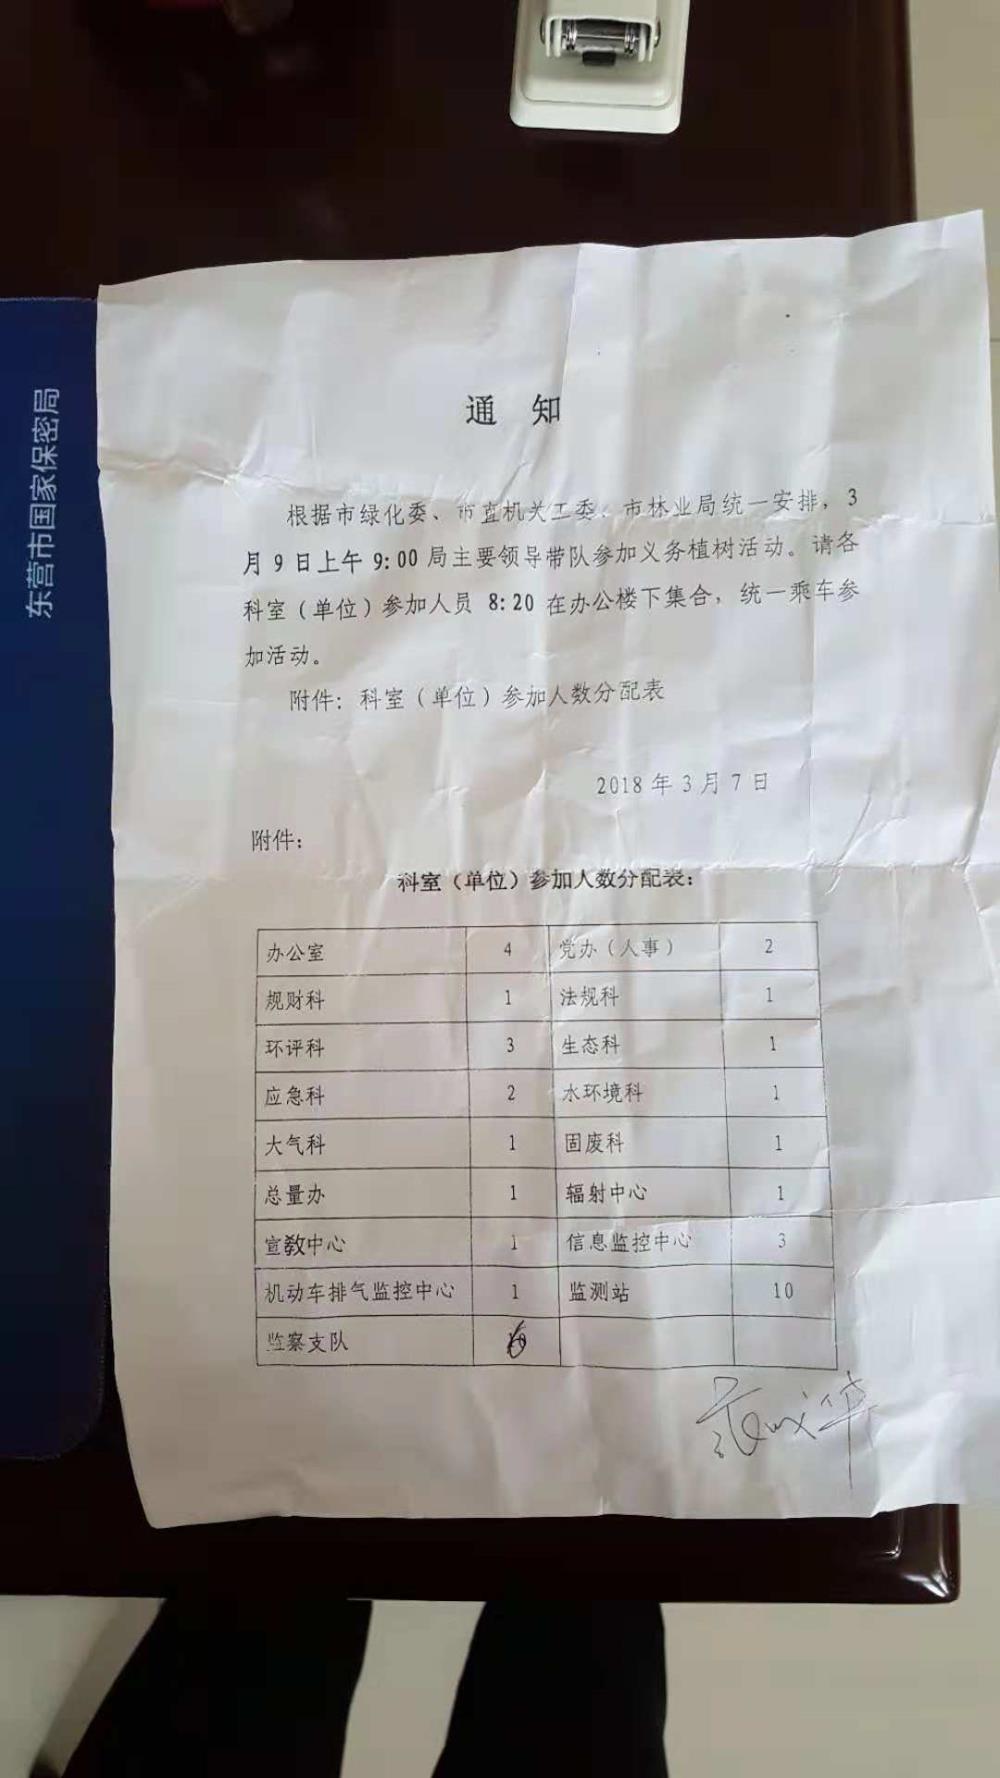 东营市国家保密局
通 知
根据市绿化委、市直机关工委、市林业局统一安排，3
月 9 日上午 9:00 局主要领导带队参加义务植树活动。请各
科室（单位）参加人员 8:20 在办公楼下集合，统一乘车参
加活动。
附件：科室（单位）参加人数分配表
2018 年 3 月 7 日
附件：
科室（单位）参加人数分配表：
办公室 4 党办（人事） 2
规财科 1 法规科 1
环评科 3 生态科 1
应急科 2 水环境科 1
大气科 1 固废科 1
总量办 1 辐射中心 1
宣教中心 1 信息监控中心 3
机动车排气监控中心 1 监测站 10
监察支队